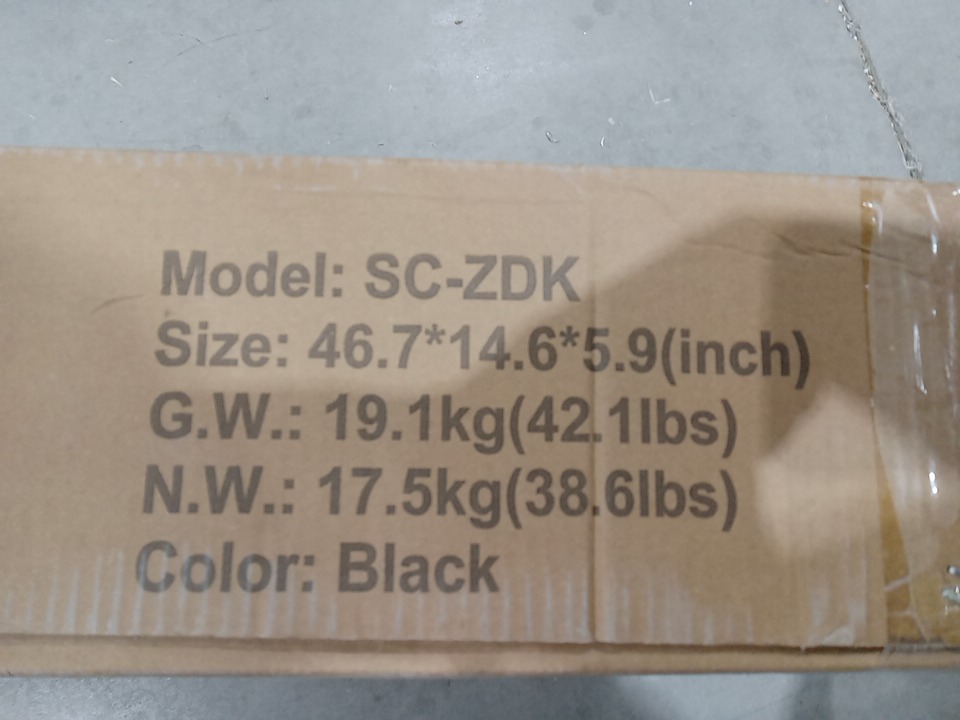 Model: SC-ZDK
Size: 46.7*14.6*5.9(inch)
G.W.: 19.1kg(42.1lbs)
N.W.: 17.5kg(38.6lbs)
Color: Black